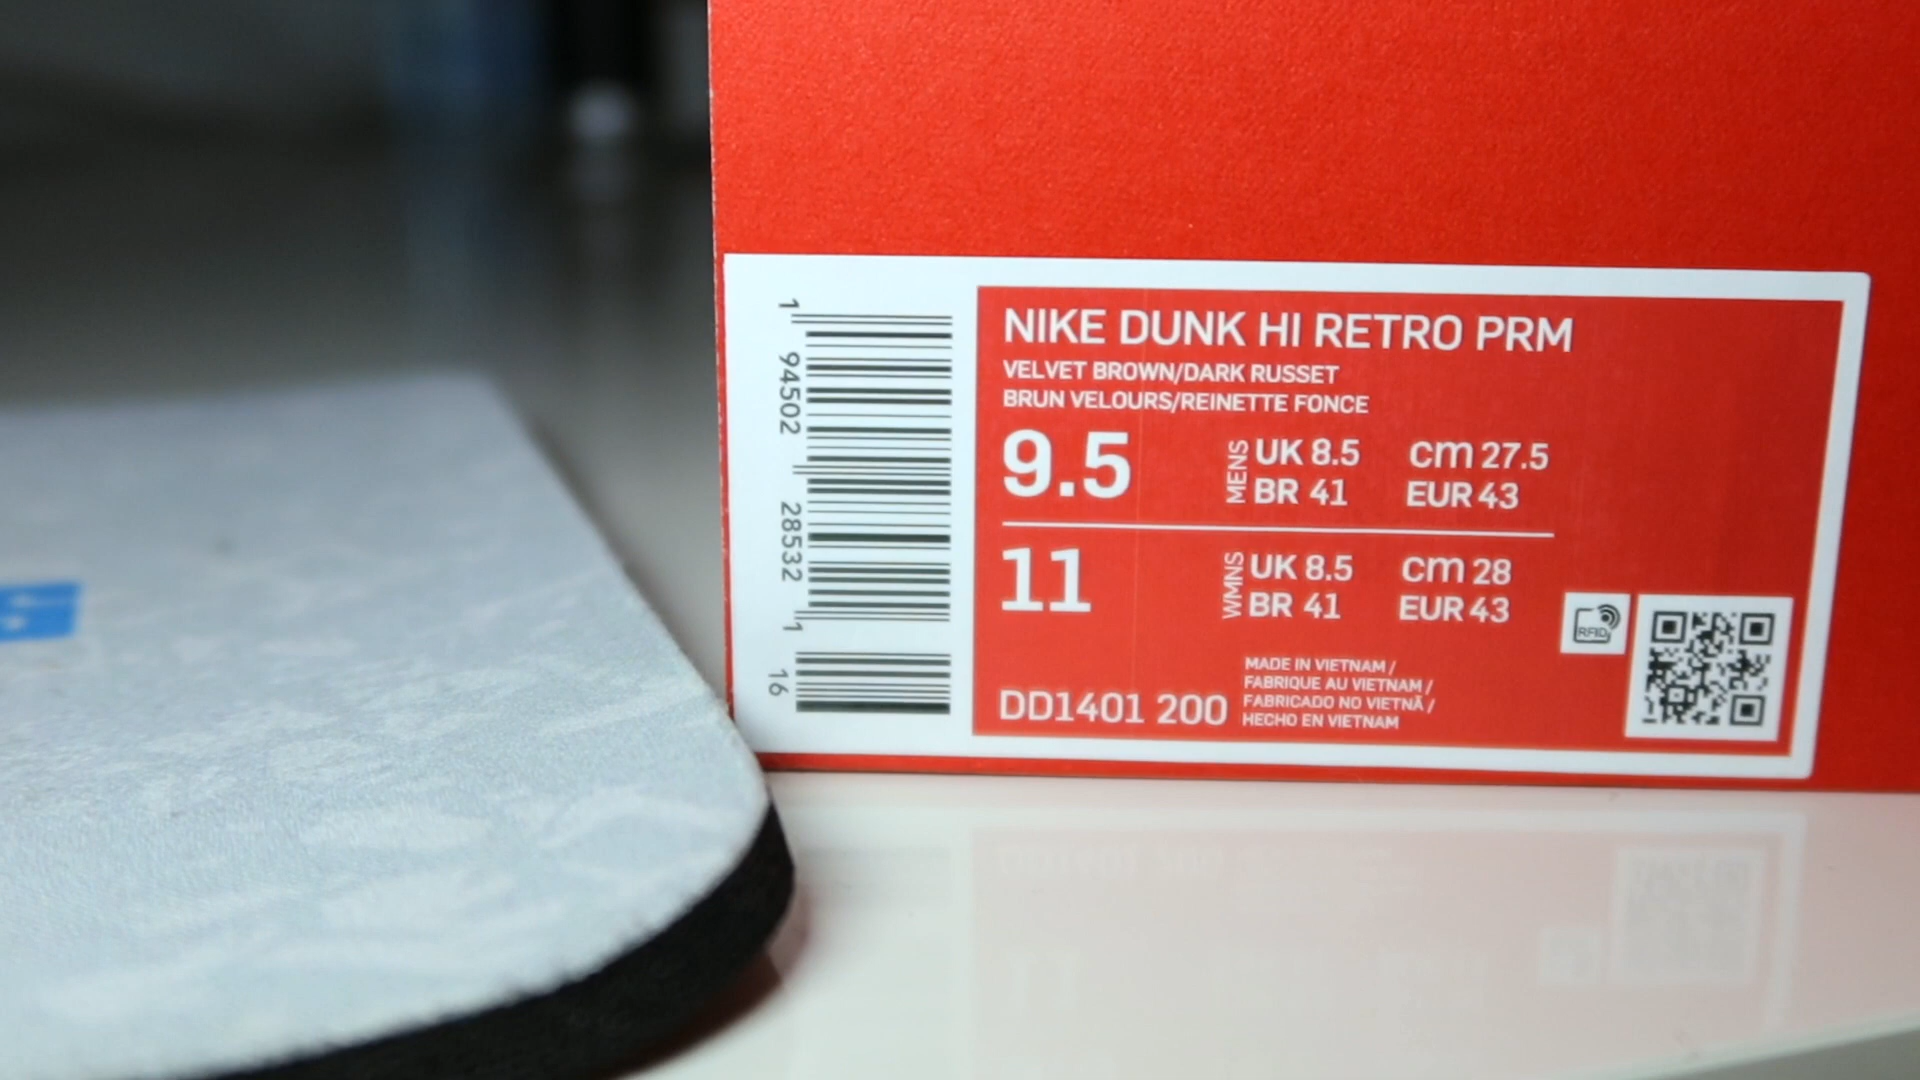 NIKE DUNK HI RETRO PRM
VELVET BROWN/DARK RUSSET
BRUN VELOURS/REINETTE FONCE
9.5
MENS
UK 8.5 cm 27.5
BR 41 EUR 43
11
WMNS
UK 8.5 cm 28
BR 41 EUR 43
MADE IN VIETNAM /
FABRIQUE AU VIETNAM /
FABRICADO NO VIETNÃ /
HECHO EN VIETNAM
DD1401 200
RFID
1 94502 28532 1 16